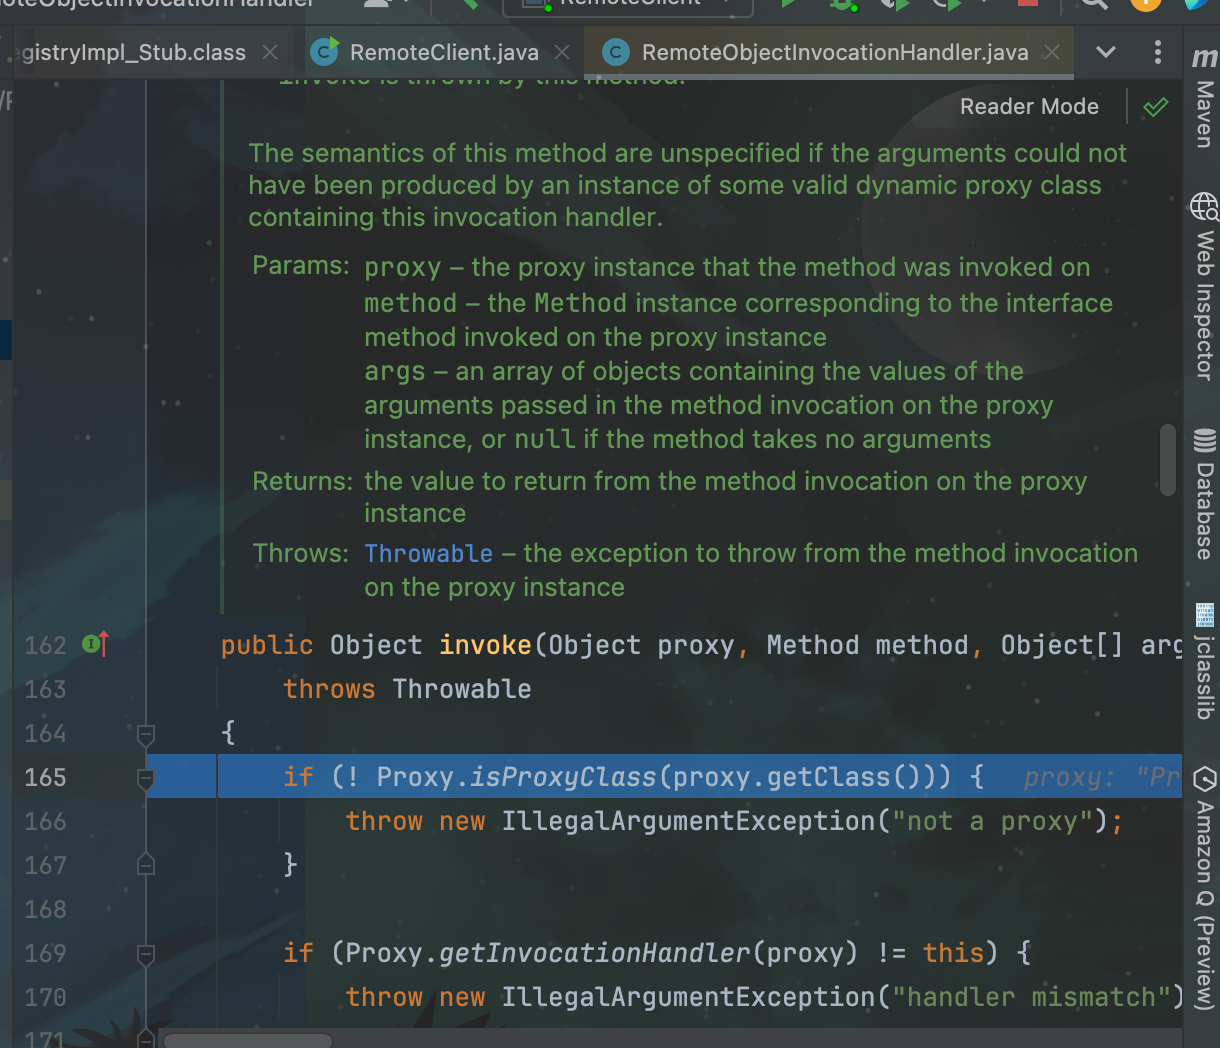 RemoteClient
gistryImpl_Stub.class
RemoteClient.java
RemoteObjectInvocationHandler.java
invoke is thrown by this method.
Reader Mode
The semantics of this method are unspecified if the arguments could not
have been produced by an instance of some valid dynamic proxy class
containing this invocation handler.
Params: proxy – the proxy instance that the method was invoked on
method – the Method instance corresponding to the interface
method invoked on the proxy instance
args – an array of objects containing the values of the
arguments passed in the method invocation on the proxy
instance, or null if the method takes no arguments
Returns: the value to return from the method invocation on the proxy
instance
Throws: Throwable – the exception to throw from the method invocation
on the proxy instance
162 public Object invoke(Object proxy, Method method, Object[] arg
163 throws Throwable
164 {
165 if (! Proxy.isProxyClass(proxy.getClass())) { proxy: "Pr
166 throw new IllegalArgumentException("not a proxy");
167 }
168
169 if (Proxy.getInvocationHandler(proxy) != this) {
170 throw new IllegalArgumentException("handler mismatch")
171
m
Maven
Web Inspector
Database
jclasslib
Amazon Q (Preview)